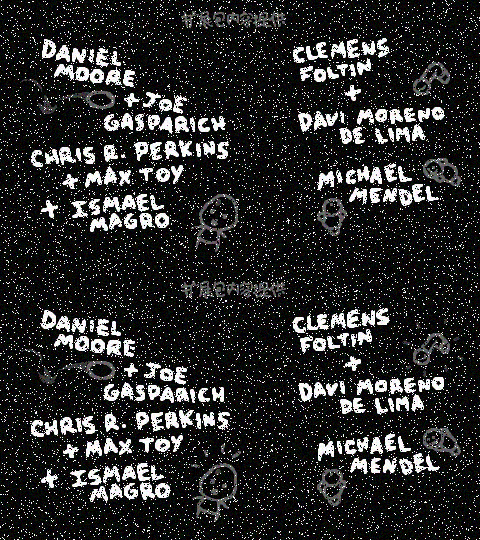 DANIEL
MOORE
+ JOE
GASPARICH
CHRIS R. PERKINS
+ MAX TOY
+ ISMAEL
MAGRO
CLEMENS
FOLTIN
+
DAVI MORENO
DE LIMA
MICHAEL
MENDEL
DANIEL
MOORE
+ JOE
GASPARICH
CHRIS R. PERKINS
+ MAX TOY
+ ISMAEL
MAGRO
CLEMENS
FOLTIN
+
DAVI MORENO
DE LIMA
MICHAEL
MENDEL